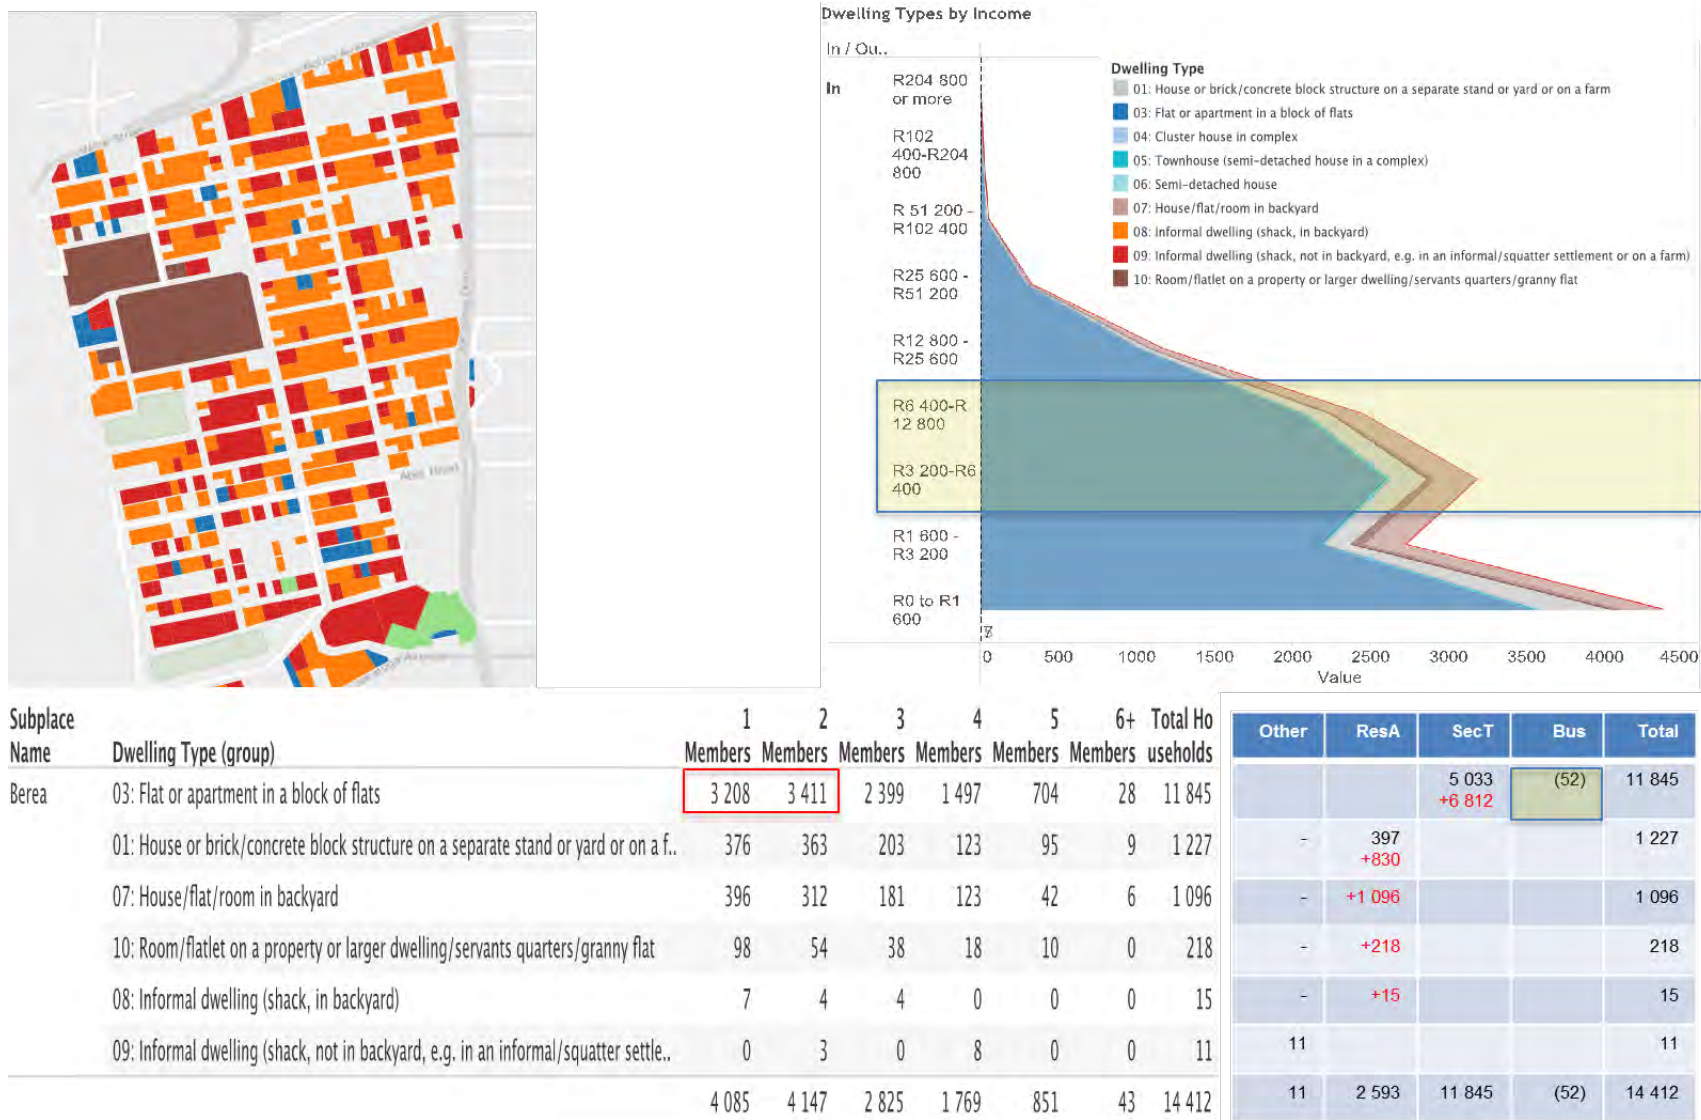 Dwelling Types by Income
In / Ou..
In
R204 800
or more
R102
400-R204
800
R 51 200 -
R102 400
R25 600 -
R51 200
R12 800 -
R25 600
R6 400-R
12 800
R3 200-R6
400
R1 600 -
R3 200
R0 to R1
600
Dwelling Type
01: House or brick/concrete block structure on a separate stand or yard or on a farm
03: Flat or apartment in a block of flats
04: Cluster house in complex
05: Townhouse (semi-detached house in a complex)
06: Semi-detached house
07: House/flat/room in backyard
08: Informal dwelling (shack, in backyard)
09: Informal dwelling (shack, not in backyard, e.g. in an informal/squatter settlement or on a farm)
10: Room/flatlet on a property or larger dwelling/servants quarters/granny flat
0 500 1000 1500 2000 2500 3000 3500 4000 4500
Value
Subplace 1 2 3 4 5 6+ Total Ho
Name Dwelling Type (group) Members Members Members Members Members Members useholds
Berea 03: Flat or apartment in a block of flats 3 208 3 411 2 399 1 497 704 28 11 845
01: House or brick/concrete block structure on a separate stand or yard or on a f.. 376 363 203 123 95 9 1 227
07: House/flat/room in backyard 396 312 181 123 42 6 1 096
10: Room/flatlet on a property or larger dwelling/servants quarters/granny flat 98 54 38 18 10 0 218
08: Informal dwelling (shack, in backyard) 7 4 4 0 0 0 15
09: Informal dwelling (shack, not in backyard, e.g. in an informal/squatter settle.. 0 3 0 8 0 0 11
4 085 4 147 2 825 1 769 851 43 14 412
Other ResA SecT Bus Total
5 033 (52) 11 845
+6 812
- 397 1 227
+830
- +1 096 1 096
- +218 218
- +15 15
11 11
11 2 593 11 845 (52) 14 412